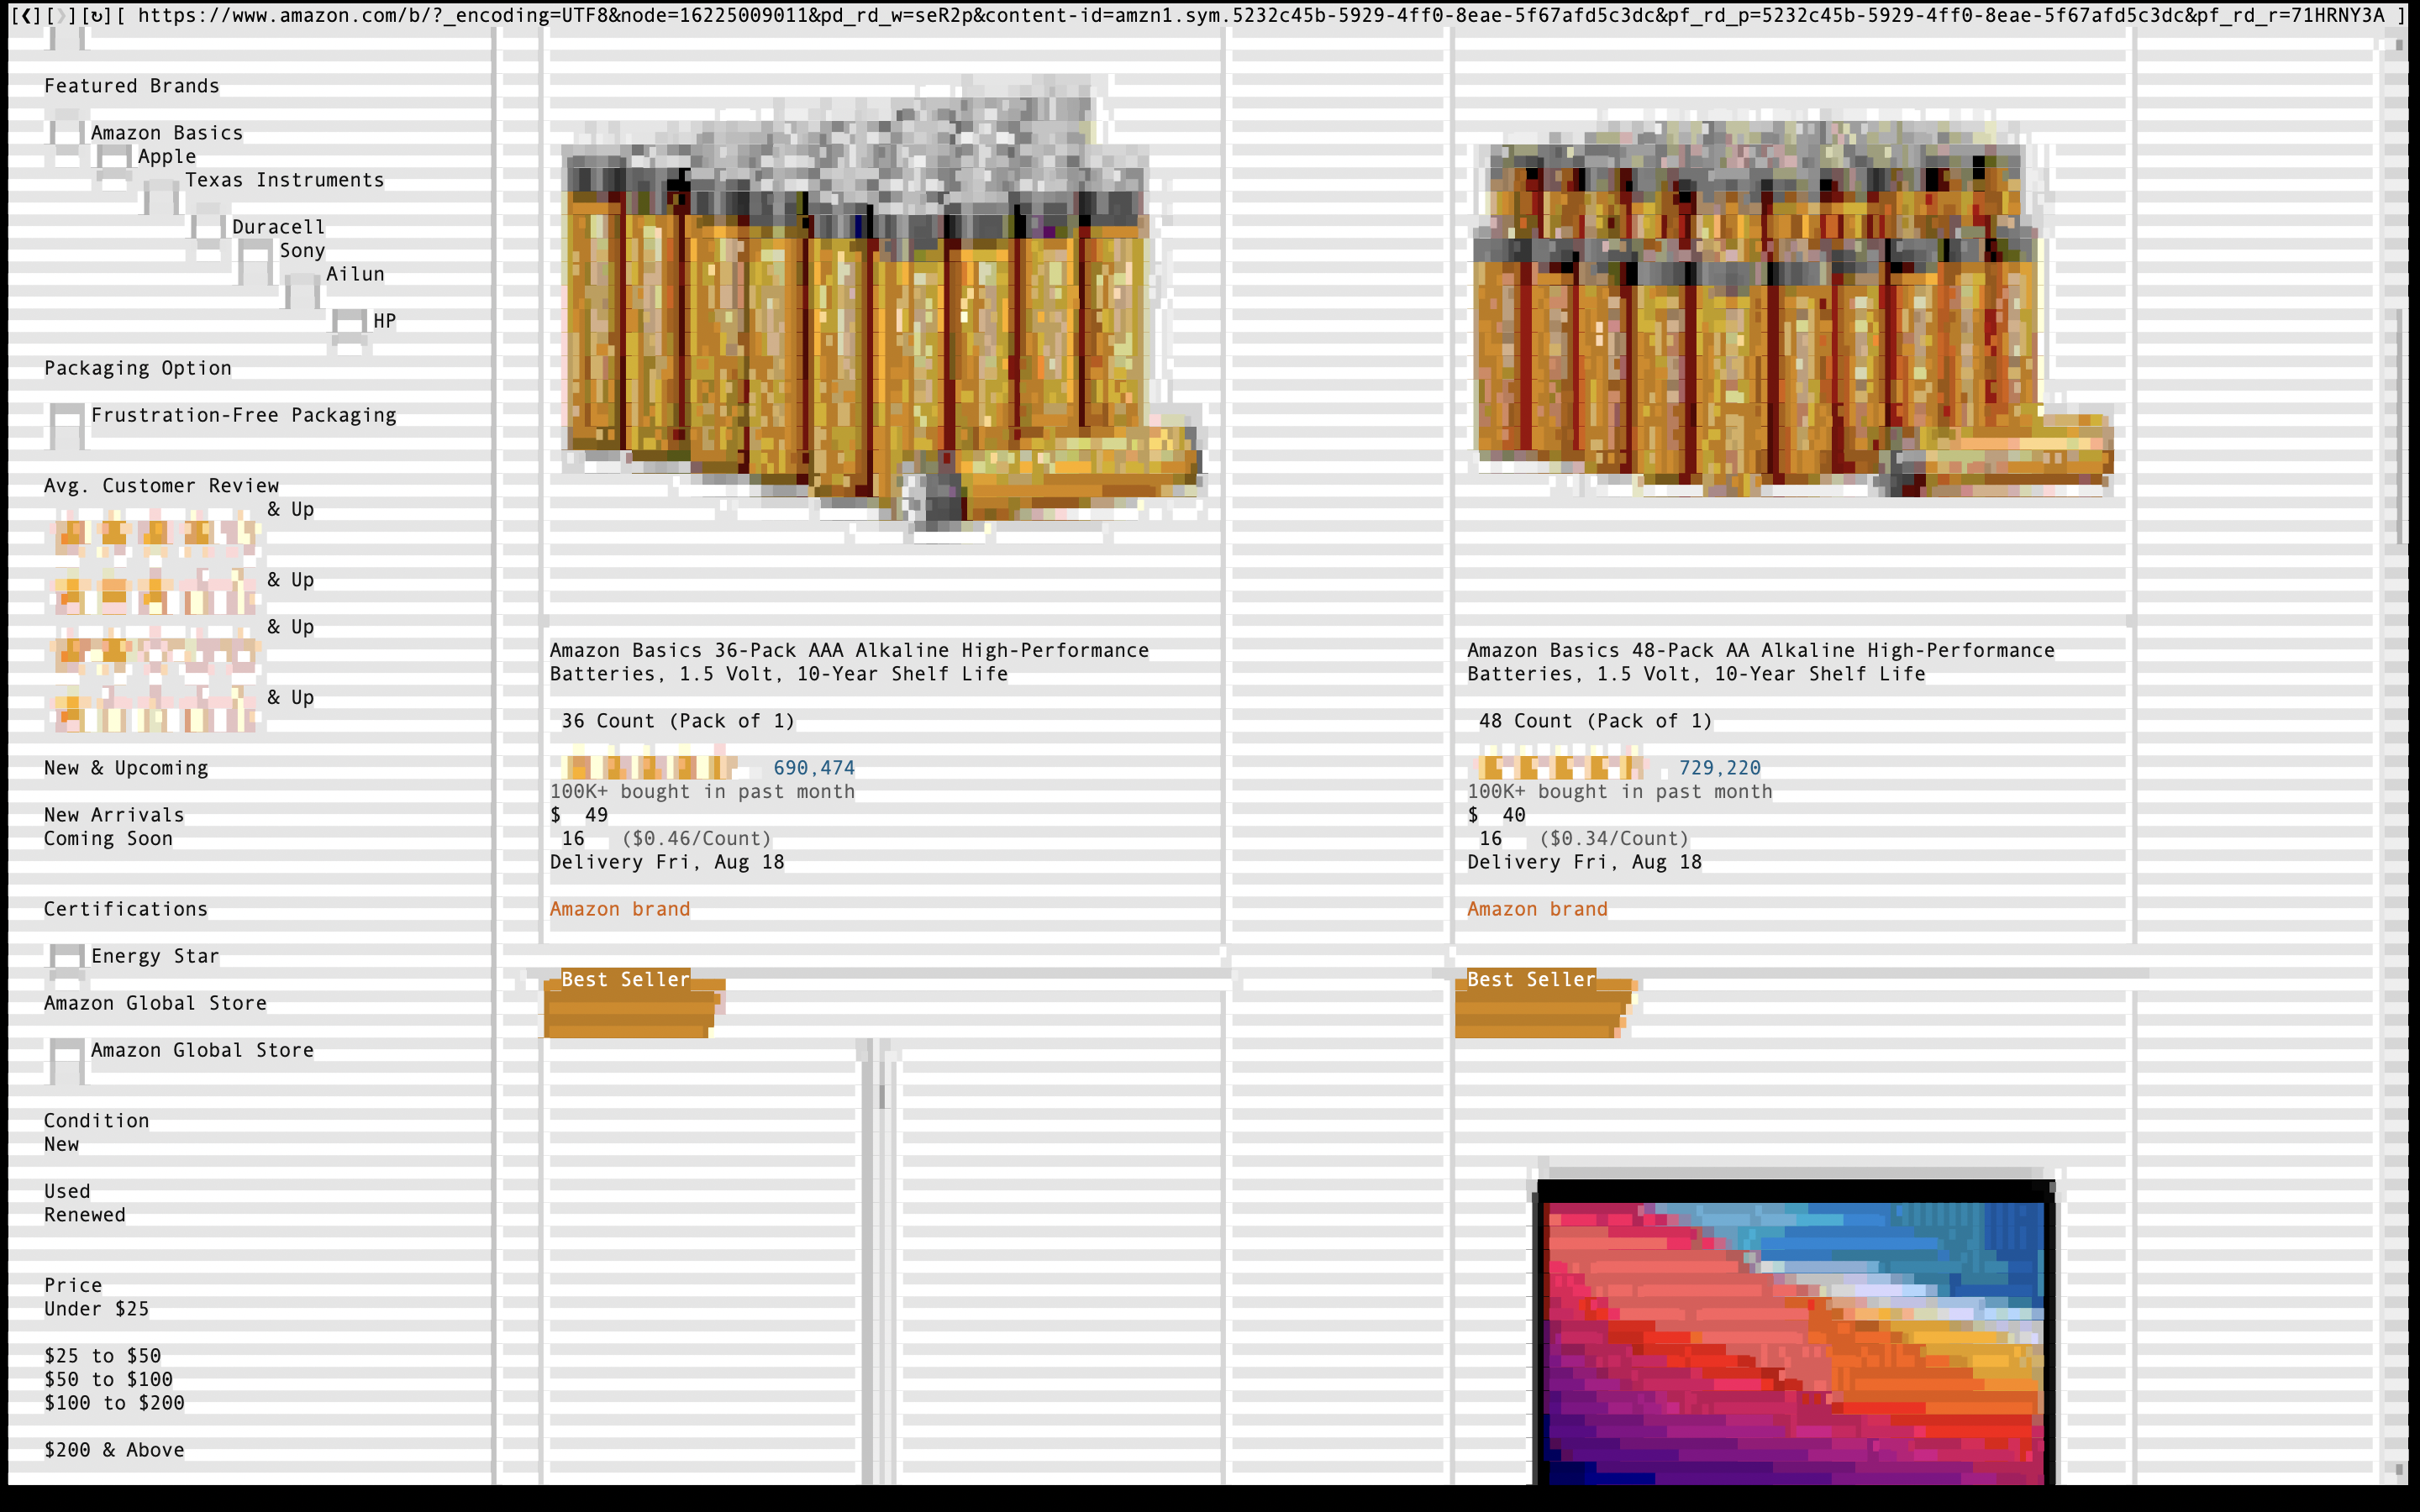 [❮][❯][↻][ https://www.amazon.com/b/?_encoding=UTF8&node=16225009011&pd_rd_w=seR2p&content-id=amzn1.sym.5232c45b-5929-4ff0-8eae-5f67afd5c3dc&pf_rd_p=5232c45b-5929-4ff0-8eae-5f67afd5c3dc&pf_rd_r=71HRNY3A ]
Featured Brands
Amazon Basics
Apple
Texas Instruments
Duracell
Sony
Ailun
HP
Packaging Option
Frustration-Free Packaging
Avg. Customer Review
& Up
& Up
& Up
& Up
New & Upcoming
New Arrivals
Coming Soon
Certifications
Energy Star
Amazon Global Store
Amazon Global Store
Condition
New
Used
Renewed
Price
Under $25
$25 to $50
$50 to $100
$100 to $200
$200 & Above
Amazon Basics 36-Pack AAA Alkaline High-Performance
Batteries, 1.5 Volt, 10-Year Shelf Life
36 Count (Pack of 1)
690,474
100K+ bought in past month
$ 49
16 ($0.46/Count)
Delivery Fri, Aug 18
Amazon brand
Best Seller
Amazon Basics 48-Pack AA Alkaline High-Performance
Batteries, 1.5 Volt, 10-Year Shelf Life
48 Count (Pack of 1)
729,220
100K+ bought in past month
$ 40
16 ($0.34/Count)
Delivery Fri, Aug 18
Amazon brand
Best Seller